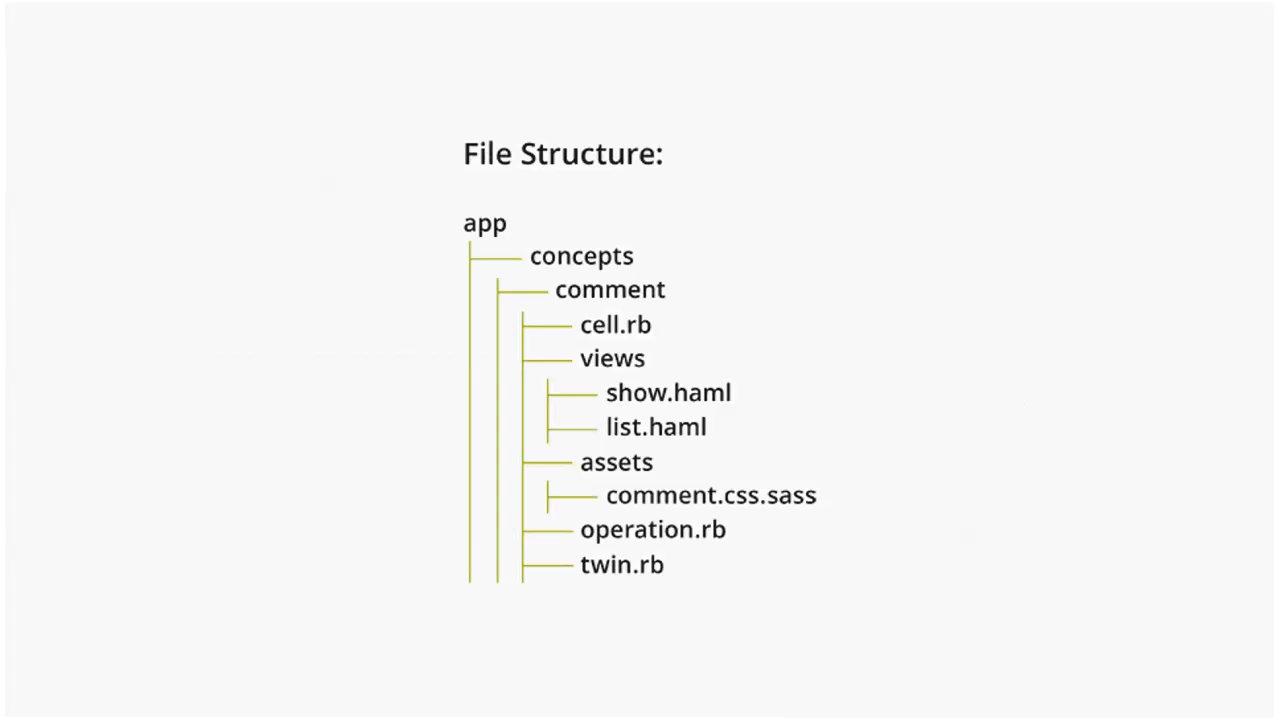 File Structure:
app
concepts
comment
cell.rb
views
show.haml
list.haml
assets
comment.css.sass
operation.rb
twin.rb